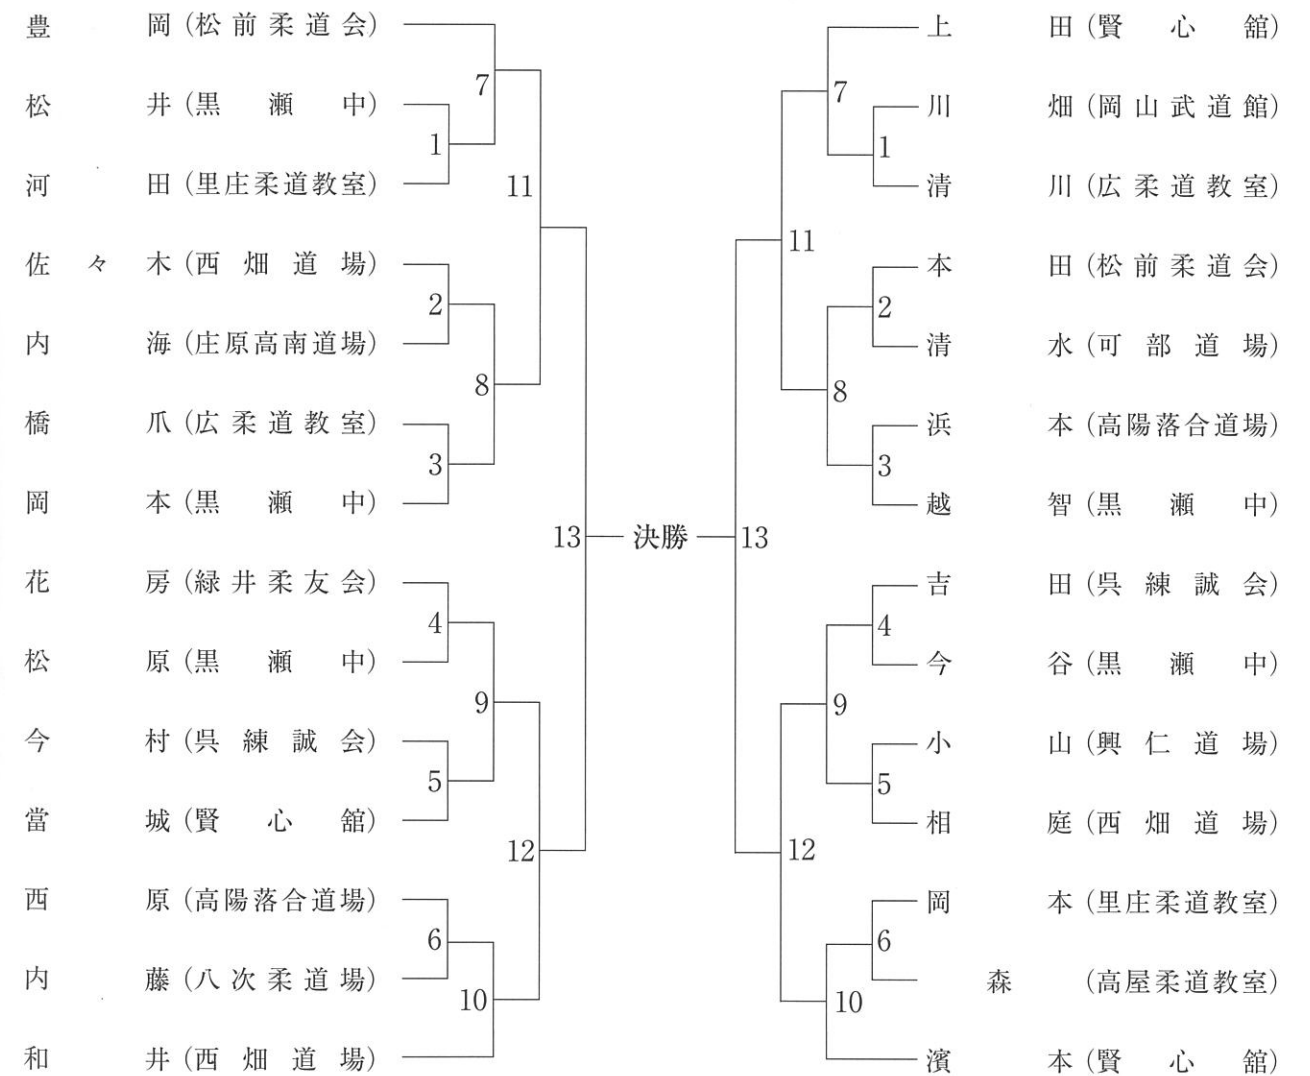 豊岡(松前柔道会)
松井(黒瀬中)
河田(里庄柔道教室)
佐々木(西畑道場)
内海(庄原高南道場)
橋爪(広柔道教室)
岡本(黒瀬中)
花房(緑井柔友会)
松原(黒瀬中)
今村(呉練誠会)
當城(賢心舘)
西原(高陽落合道場)
内藤(八次柔道場)
和井(西畑道場)
7
1
11
2
8
3
13
4
9
5
12
6
10
決勝
7
1
11
2
8
3
13
4
9
5
12
6
10
上田(賢心舘)
川畑(岡山武道館)
清川(広柔道教室)
本田(松前柔道会)
清水(可部道場)
浜本(高陽落合道場)
越智(黒瀬中)
吉田(呉練誠会)
今谷(黒瀬中)
小山(興仁道場)
相庭(西畑道場)
岡本(里庄柔道教室)
森(高屋柔道教室)
濱本(賢心舘)